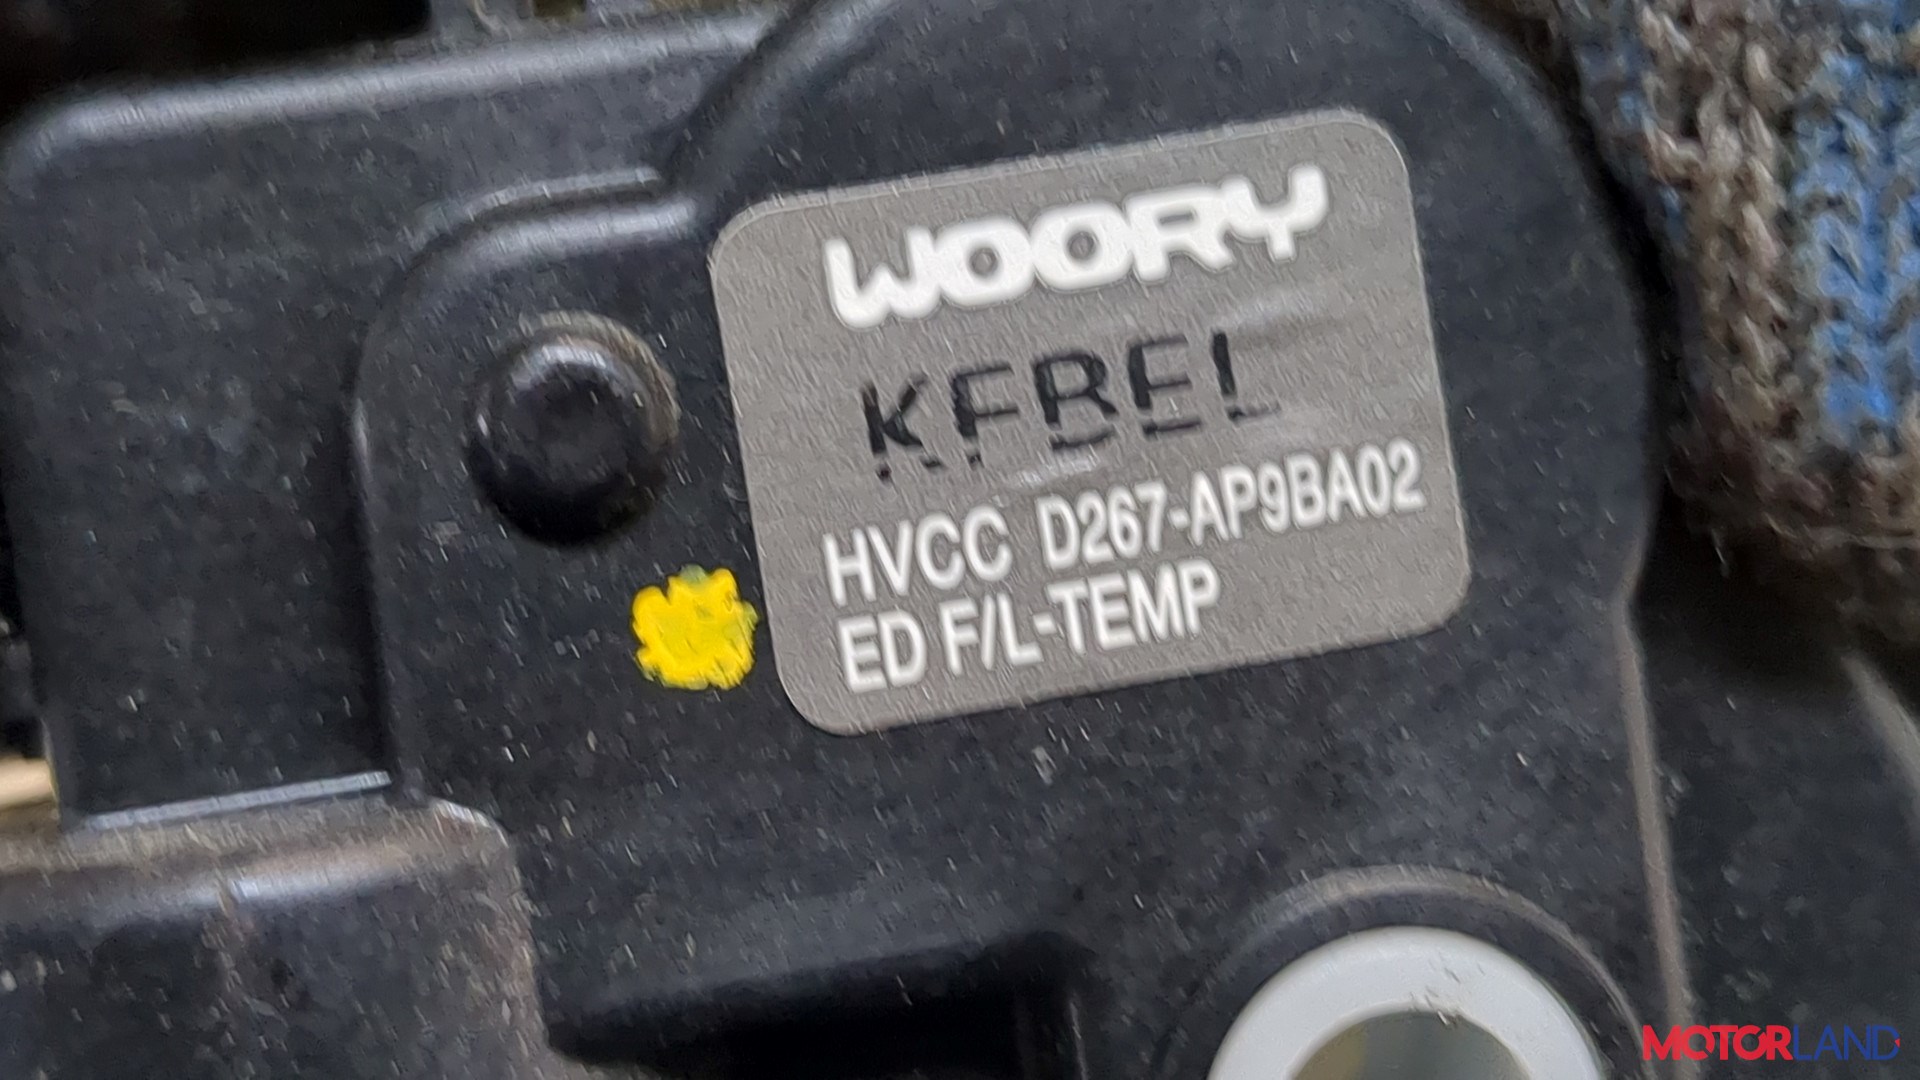 WOORY
KFBEL
HVCC D267-AP9BA02
ED F/L-TEMP
MOTORLAND